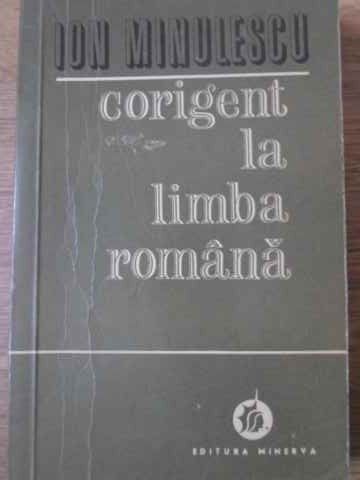 ION MINULESCU
corigent
la
limba
română
EDITURA MINERVA